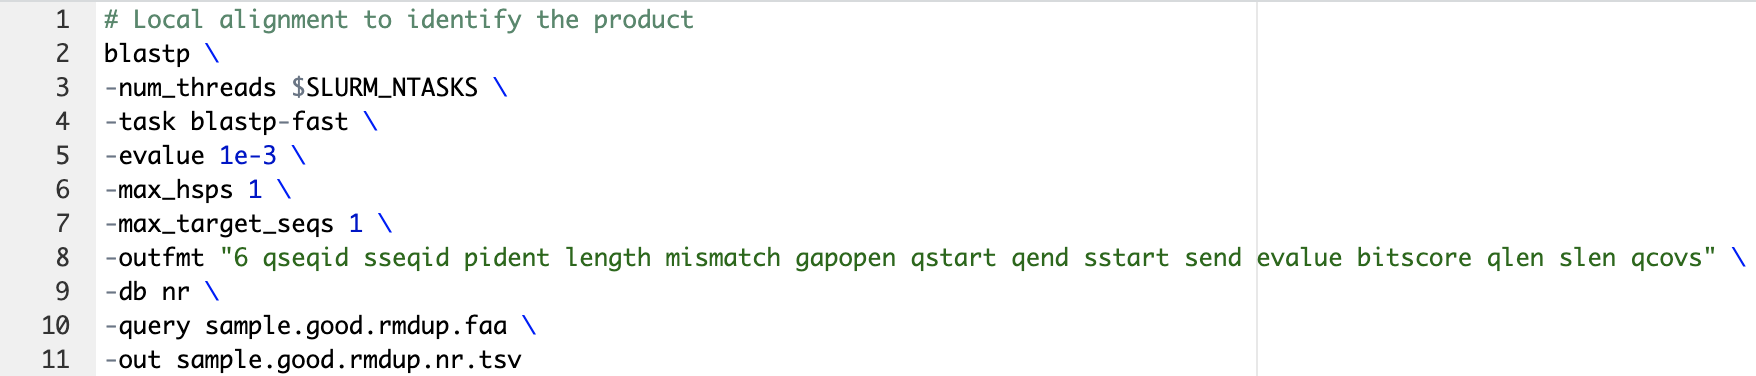 1 # Local alignment to identify the product
2 blastp \
3 -num_threads $SLURM_NTASKS \
4 -task blastp-fast \
5 -evalue 1e-3 \
6 -max_hsps 1 \
7 -max_target_seqs 1 \
8 -outfmt "6 qseqid sseqid pident length mismatch gapopen qstart qend sstart send evalue bitscore qlen slen qcovs" \
9 -db nr \
10 -query sample.good.rmdup.faa \
11 -out sample.good.rmdup.nr.tsv